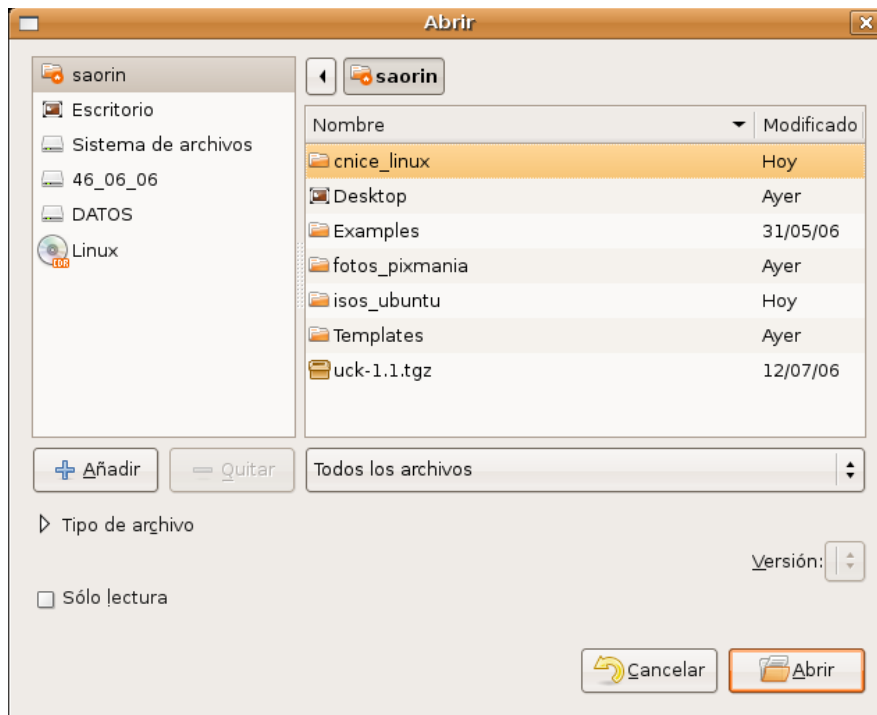 Abrir
saorin
Escritorio
Sistema de archivos
46_06_06
DATOS
Linux
saorin
Nombre Modificado
cnice_linux Hoy
Desktop Ayer
Examples 31/05/06
fotos_pixmania Ayer
isos_ubuntu Hoy
Templates Ayer
uck-1.1.tgz 12/07/06
Añadir Quitar Todos los archivos
Tipo de archivo
Versión:
Sólo lectura
Cancelar Abrir